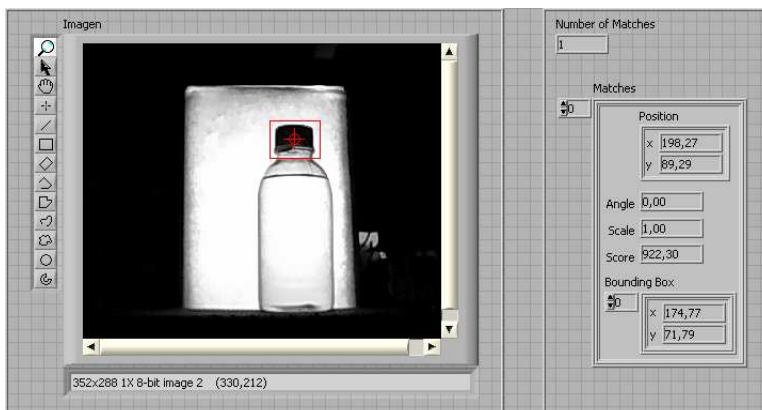 Imagen
352x288 1X 8-bit image 2 (330,212)
Number of Matches
1
Matches
0
Position
x 198,27
y 89,29
Angle 0,00
Scale 1,00
Score 922,30
Bounding Box
0
x 174,77
y 71,79